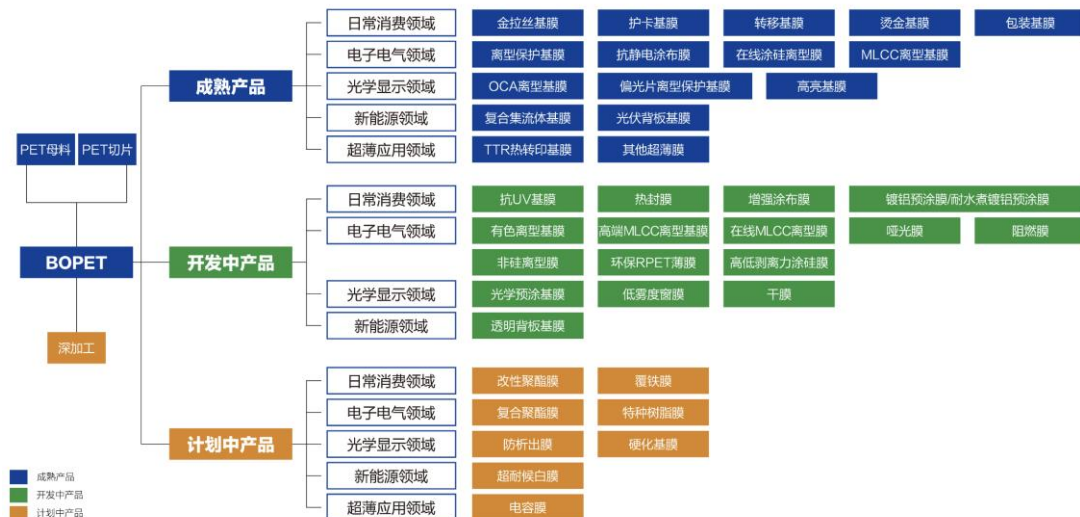 日常消费领域 金拉丝基膜 护卡基膜 转移基膜 烫金基膜 包装基膜
电子电气领域 离型保护基膜 抗静电涂布膜 在线涂硅离型膜 MLCC离型基膜
成熟产品 光学显示领域 OCA离型基膜 偏光片离型保护基膜 高亮基膜
新能源领域 复合集流体基膜 光伏背板基膜
超薄应用领域 TTR热转印基膜 其他超薄膜
PET母料 PET切片
日常消费领域 抗UV基膜 热封膜 增强涂布膜 镀铝预涂膜/耐水煮镀铝预涂膜
电子电气领域 有色离型基膜 高端MLCC离型基膜 在线MLCC离型膜 哑光膜 阻燃膜
BOPET 开发中产品 非硅离型膜 环保RPET薄膜 高低剥离力涂硅膜
光学显示领域 光学预涂基膜 低雾度窗膜 干膜
新能源领域 透明背板基膜
深加工
日常消费领域 改性聚酯膜 覆铁膜
电子电气领域 复合聚酯膜 特种树脂膜
计划中产品 光学显示领域 防析出膜 硬化基膜
新能源领域 超耐候白膜
超薄应用领域 电容膜
成熟产品
开发中产品
计划中产品